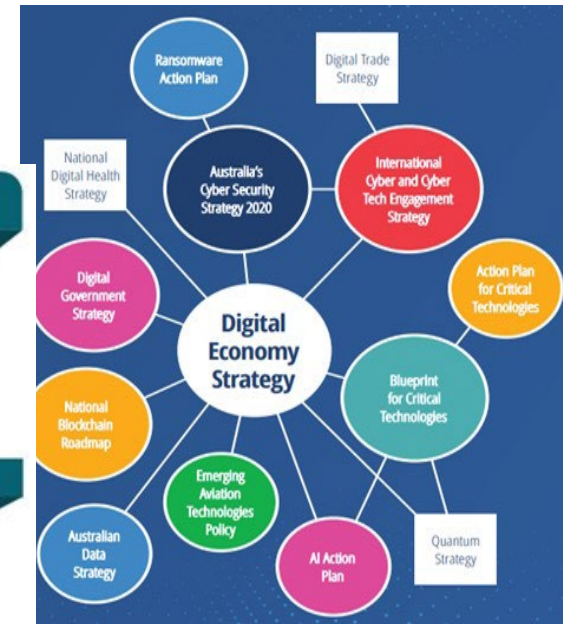 Ransomware
Action Plan
Digital Trade
Strategy
National
Digital Health
Strategy
Australia's
Cyber Security
Strategy 2020
International
Cyber and Cyber
Tech Engagement
Strategy
Digital
Government
Strategy
Action Plan
for Critical
Technologies
Digital
Economy
Strategy
Blueprint
for Critical
Technologies
National
Blockchain
Roadmap
Emerging
Aviation
Technologies
Policy
Australian
Data
Strategy
AI Action
Plan
Quantum
Strategy